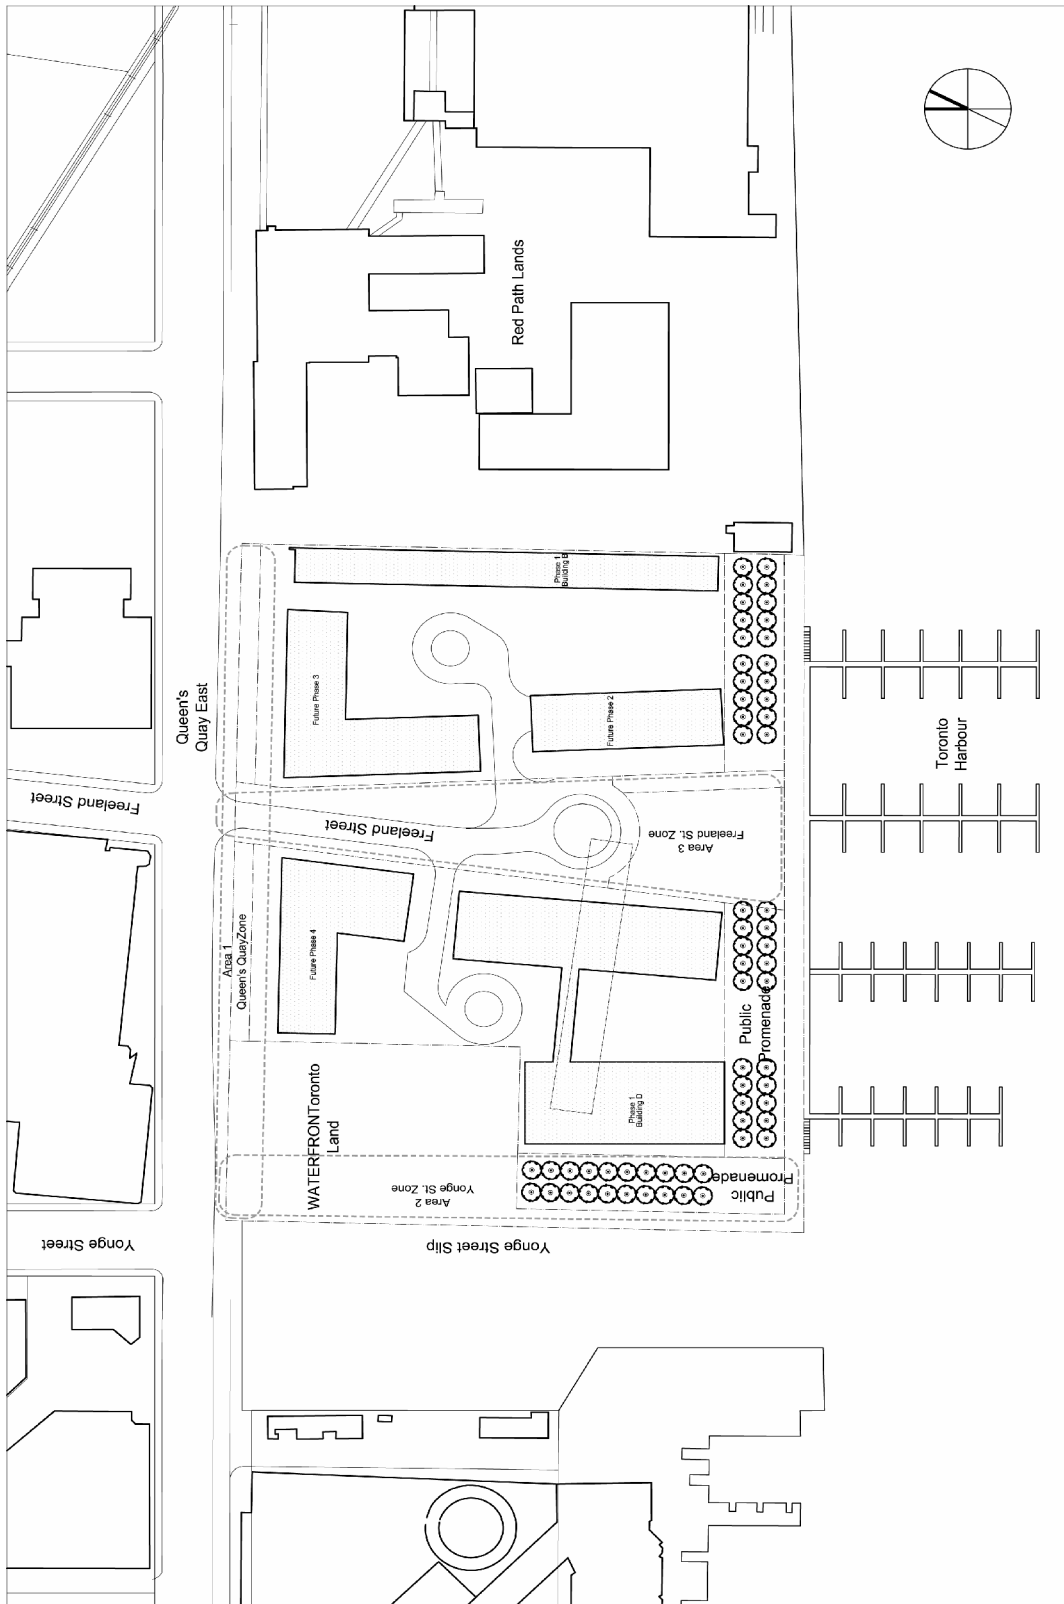 Red Path Lands
Phase 1
Building B
Queen's
Quay East
Future Phase 3
Future Phase 2
Toronto
Harbour
Freeland Street
Freeland Street
Area 3
Freeland St. Zone
Area 1
Queen's QuayZone
Future Phase 4
Public
Promenade
WATERFRONToronto
Land
Phase 1
Building D
Area 2
Yonge St. Zone
Public
Promenade
Yonge Street
Yonge Street Slip